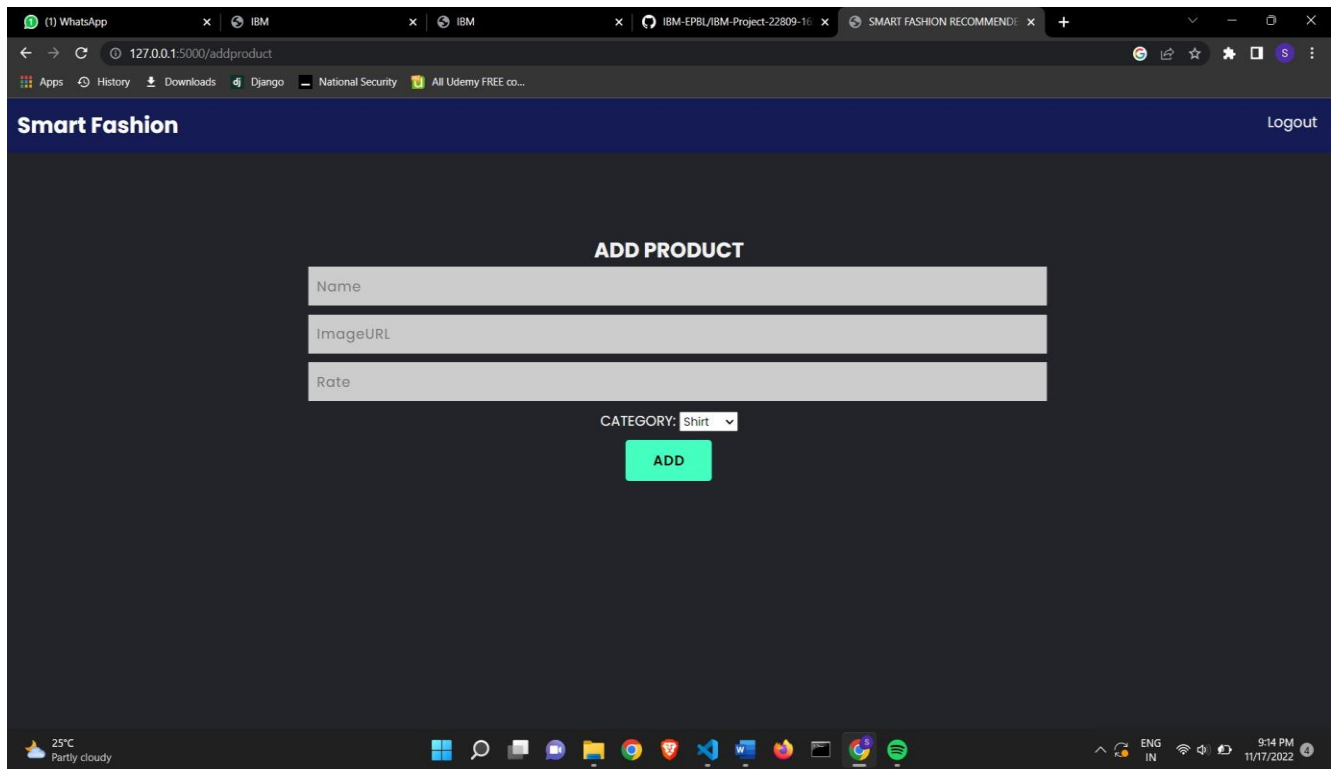 (1) WhatsApp
IBM
IBM
IBM-EPBL/IBM-Project-22809-16
SMART FASHION RECOMMENDE
127.0.0.1:5000/addproduct
Apps History Downloads dj Django National Security All Udemy FREE co...
Smart Fashion
Logout
ADD PRODUCT
Name
ImageURL
Rate
CATEGORY: Shirt
ADD
25°C
Partly cloudy
ENG
IN
9:14 PM
11/17/2022
4